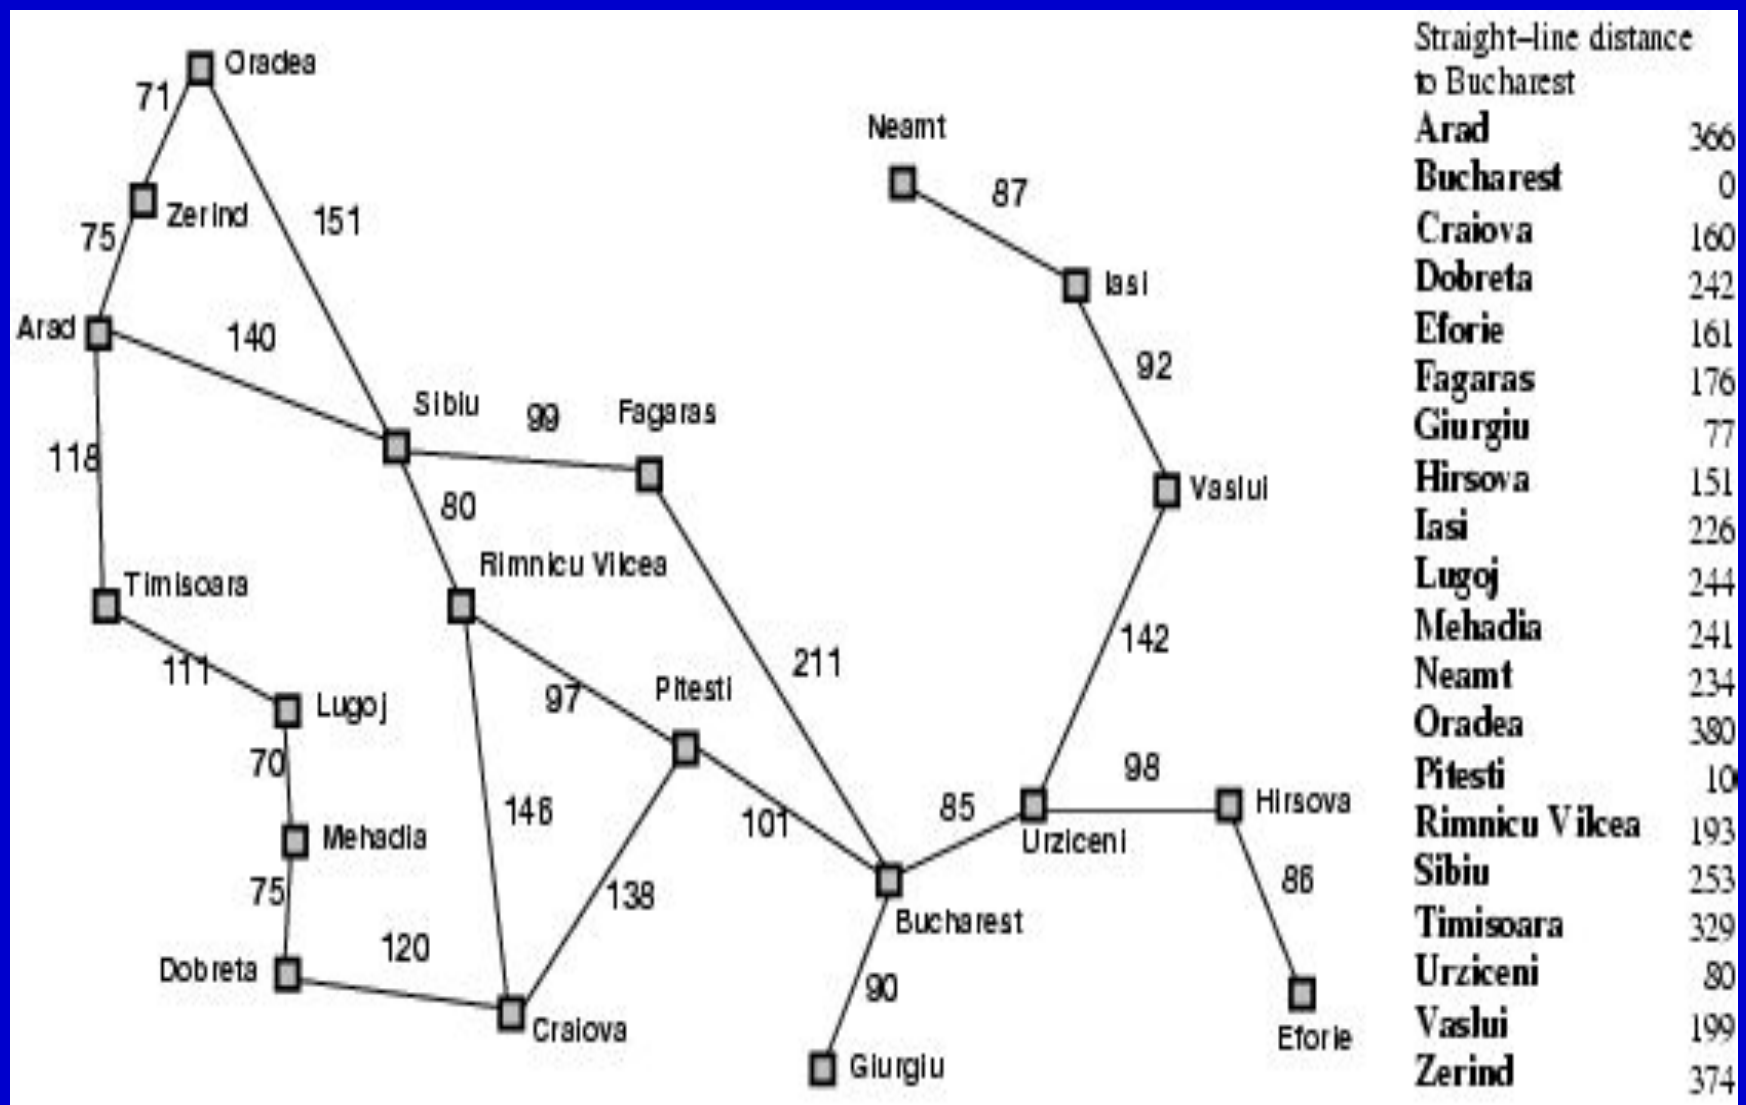 Oradea
71
Neamt
87
Zerind
151
75
Iasi
Arad
140
92
Sibiu
99
Fagaras
118
80
Vaslui
Rimnicu Vilcea
Timisoara
142
111
211
97
Pitesti
Lugoj
70
98
146
101
85
Hirsova
Mehadia
Urziceni
75
138
86
Bucharest
120
Dobreta
90
Craiova
Eforie
Giurgiu
Straight–line distance
to Bucharest
Arad 366
Bucharest 0
Craiova 160
Dobreta 242
Eforie 161
Fagaras 176
Giurgiu 77
Hirsova 151
Iasi 226
Lugoj 244
Mehadia 241
Neamt 234
Oradea 380
Pitesti 10
Rimnicu Vilcea 193
Sibiu 253
Timisoara 329
Urziceni 80
Vaslui 199
Zerind 374